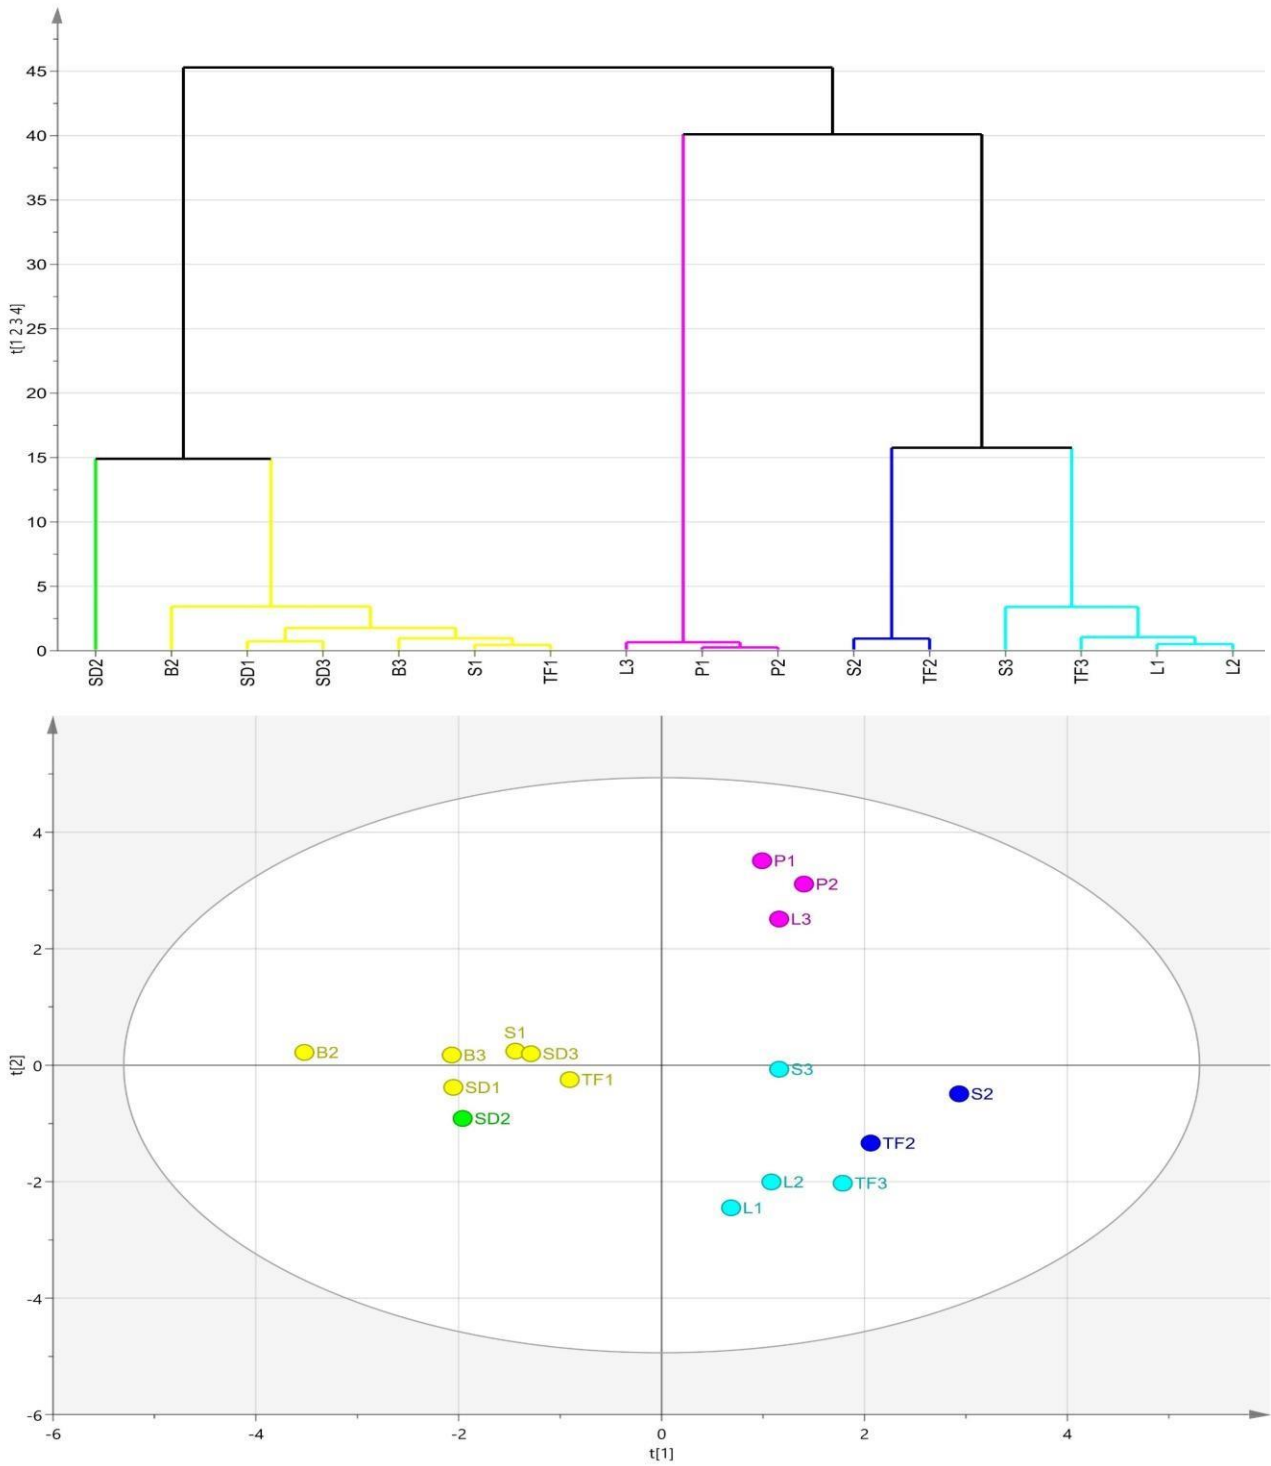 45
40
35
30
25
20
15
10
5
0
t[1 2 3 4]
SD2 B2 SD1 SD3 B3 S1 TF1 L3 P1 P2 S2 TF2 S3 TF3 L1 L2
4
2
0
-2
-4
-6
t[2]
P1
P2
L3
S1
B2 B3 SD3
TF1 S3
SD1 S2
SD2
TF2
L2 TF3
L1
-6 -4 -2 0 2 4
t[1]